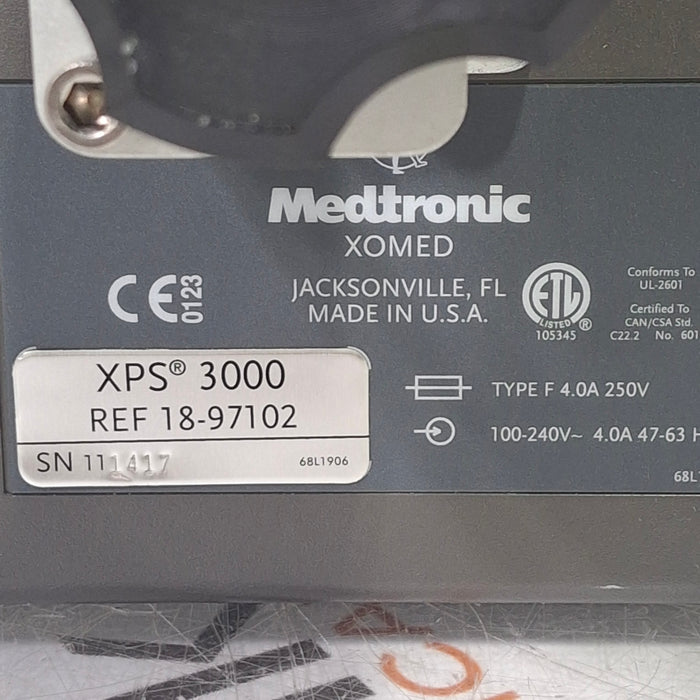 Medtronic
XOMED
JACKSONVILLE, FL
MADE IN U.S.A.
CE 0123
ETL
LISTED ®
105345
Conforms To
UL-2601
Certified To
CAN/CSA Std.
C22.2 No. 601
XPS® 3000
REF 18-97102
SN 111417
68L1906
TYPE F 4.0A 250V
100-240V~ 4.0A 47-63 H
68L